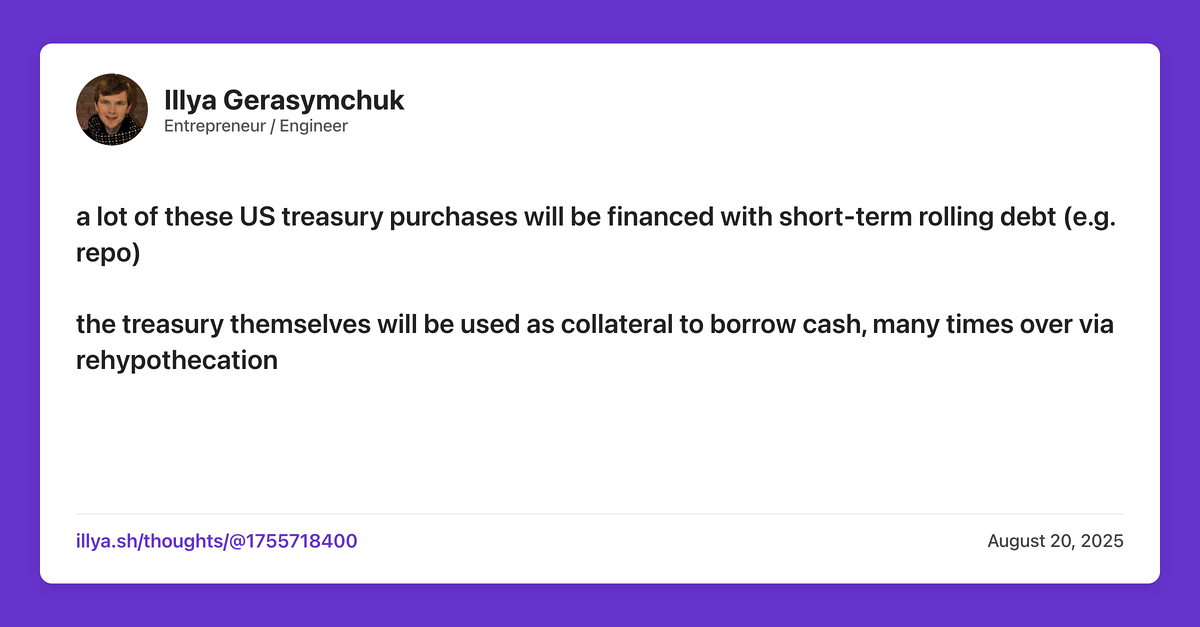 Illya Gerasymchuk
Entrepreneur / Engineer
a lot of these US treasury purchases will be financed with short-term rolling debt (e.g.
repo)
the treasury themselves will be used as collateral to borrow cash, many times over via
rehypothecation
illya.sh/thoughts/@1755718400
August 20, 2025